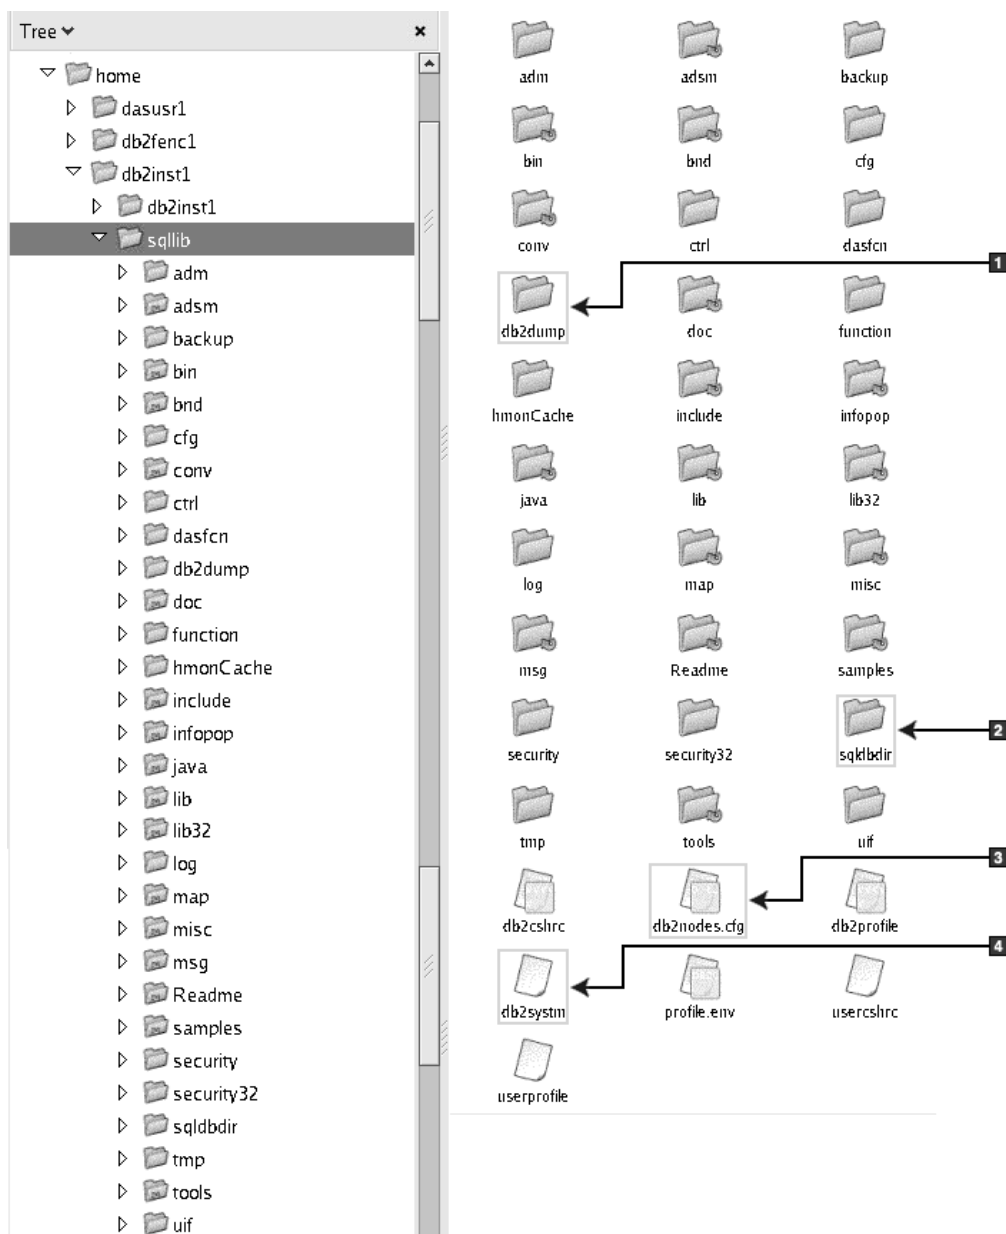 Tree
home
dasusr1
db2fenc1
db2inst1
db2inst1
sqllib
adm
adsm
backup
bin
bnd
cfg
conv
ctrl
dasfcn
db2dump
doc
function
hmonCache
include
infopop
java
lib
lib32
log
map
misc
msg
Readme
samples
security
security32
sqldbdir
tmp
tools
uif
adm adsm backup
bin bnd cfg
conv ctrl dasfcn
1
db2dump doc function
hmonCache include infopop
java lib lib32
log map misc
msg Readme samples
2
security security32 sqldbdir
tmp tools uif
3
db2cshrc db2nodes.cfg db2profile
4
db2systm profile.env usercshrc
userprofile